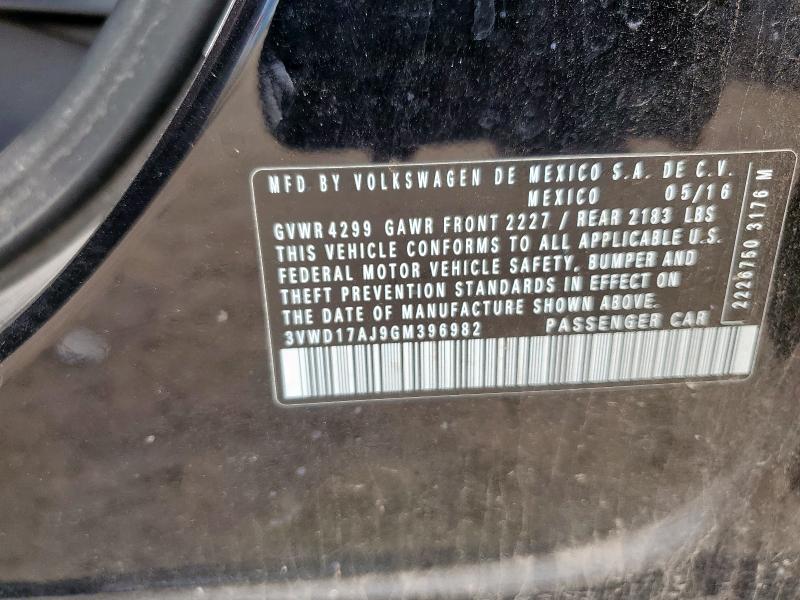 MFD BY VOLKSWAGEN DE MEXICO S.A. DE C.V.
MEXICO 05/16
GVWR 4299 GAWR FRONT 2227 / REAR 2183 LBS
THIS VEHICLE CONFORMS TO ALL APPLICABLE U.S.
FEDERAL MOTOR VEHICLE SAFETY, BUMPER AND
THEFT PREVENTION STANDARDS IN EFFECT ON
THE DATE OF MANUFACTURE SHOWN ABOVE.
3VWD17AJ9GM396982 PASSENGER CAR
2226750 3176 M